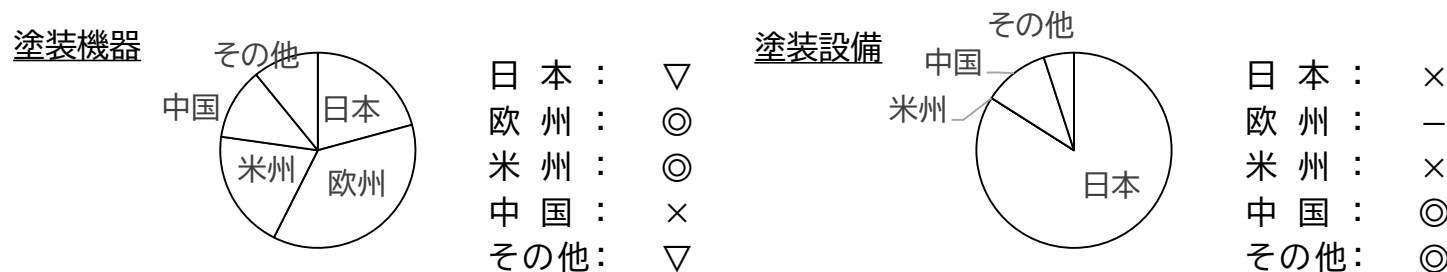 塗装機器
その他
中国
日本
米州
欧州
日 本 : ▽
欧 州 : ◎
米 州 : ◎
中 国 : ×
その他: ▽
塗装設備
その他
中国
米州
日本
日 本 : ×
欧 州 : －
米 州 : ×
中 国 : ◎
その他: ◎